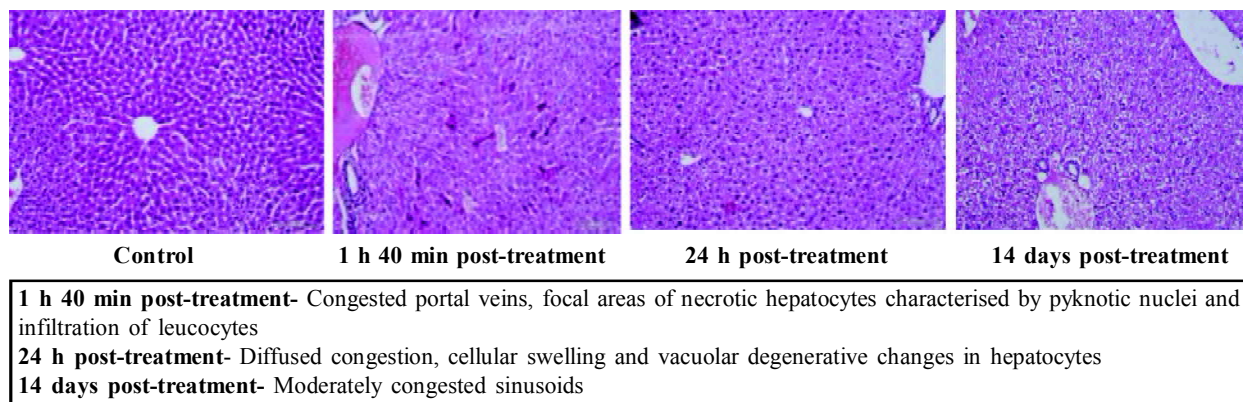 Control 1 h 40 min post-treatment 24 h post-treatment 14 days post-treatment
1 h 40 min post-treatment- Congested portal veins, focal areas of necrotic hepatocytes characterised by pyknotic nuclei and
infiltration of leucocytes
24 h post-treatment- Diffused congestion, cellular swelling and vacuolar degenerative changes in hepatocytes
14 days post-treatment- Moderately congested sinusoids